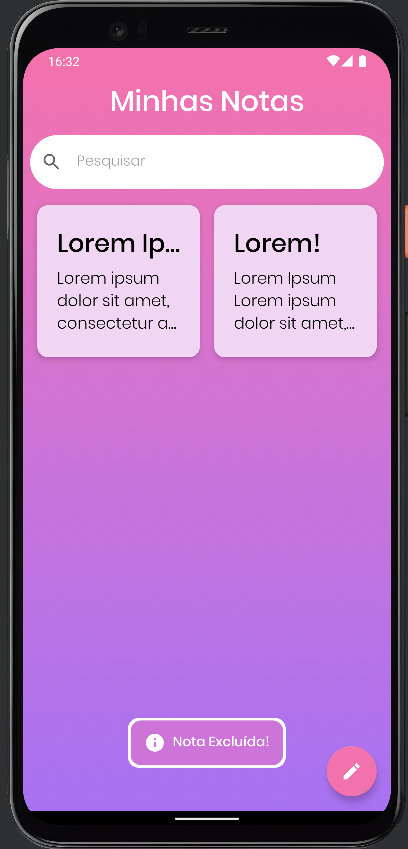 16:32
Minhas Notas
Pesquisar
Lorem Ip...
Lorem ipsum
dolor sit amet,
consectetur a...
Lorem!
Lorem Ipsum
Lorem ipsum
dolor sit amet,...
Nota Excluída!